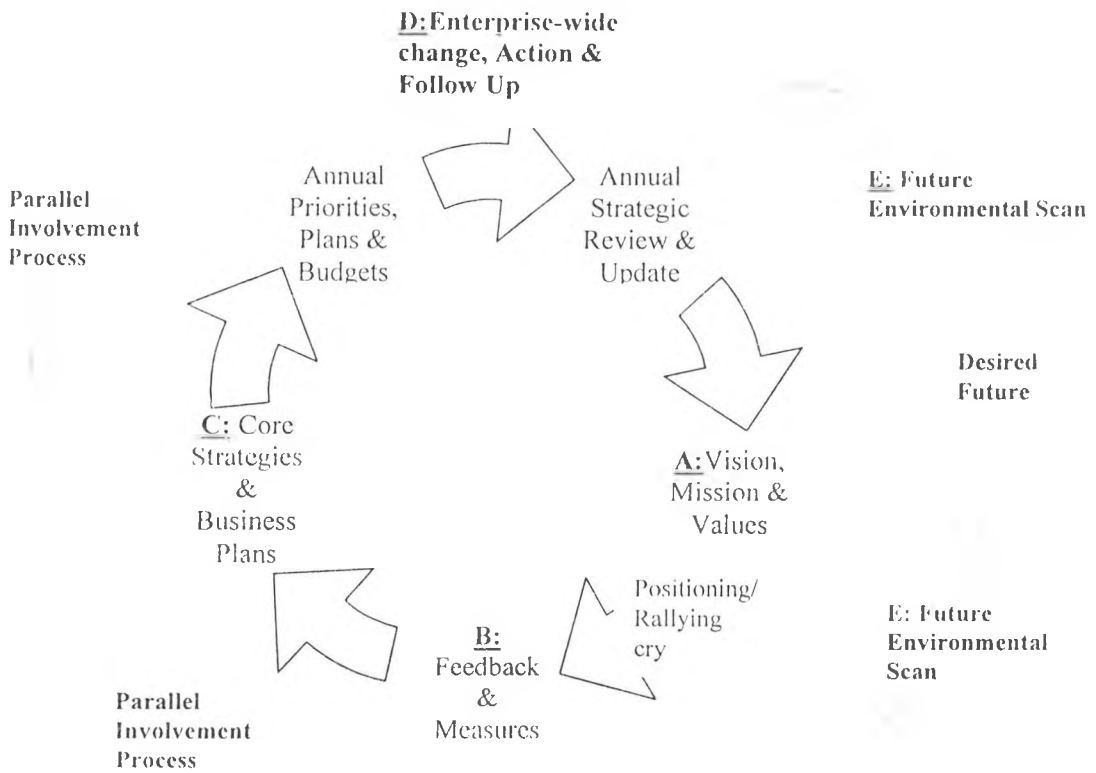 D:Enterprise-wide
change, Action &
Follow Up
Annual
Priorities,
Plans &
Budgets
Annual
Strategic
Review &
Update
Parallel
Involvement
Process
E: Future
Environmental Scan
Desired
Future
C: Core
Strategies
&
Business
Plans
A:Vision,
Mission &
Values
Positioning/
Rallying
cry
B:
Feedback
&
Measures
E: Future
Environmental
Scan
Parallel
Involvement
Process